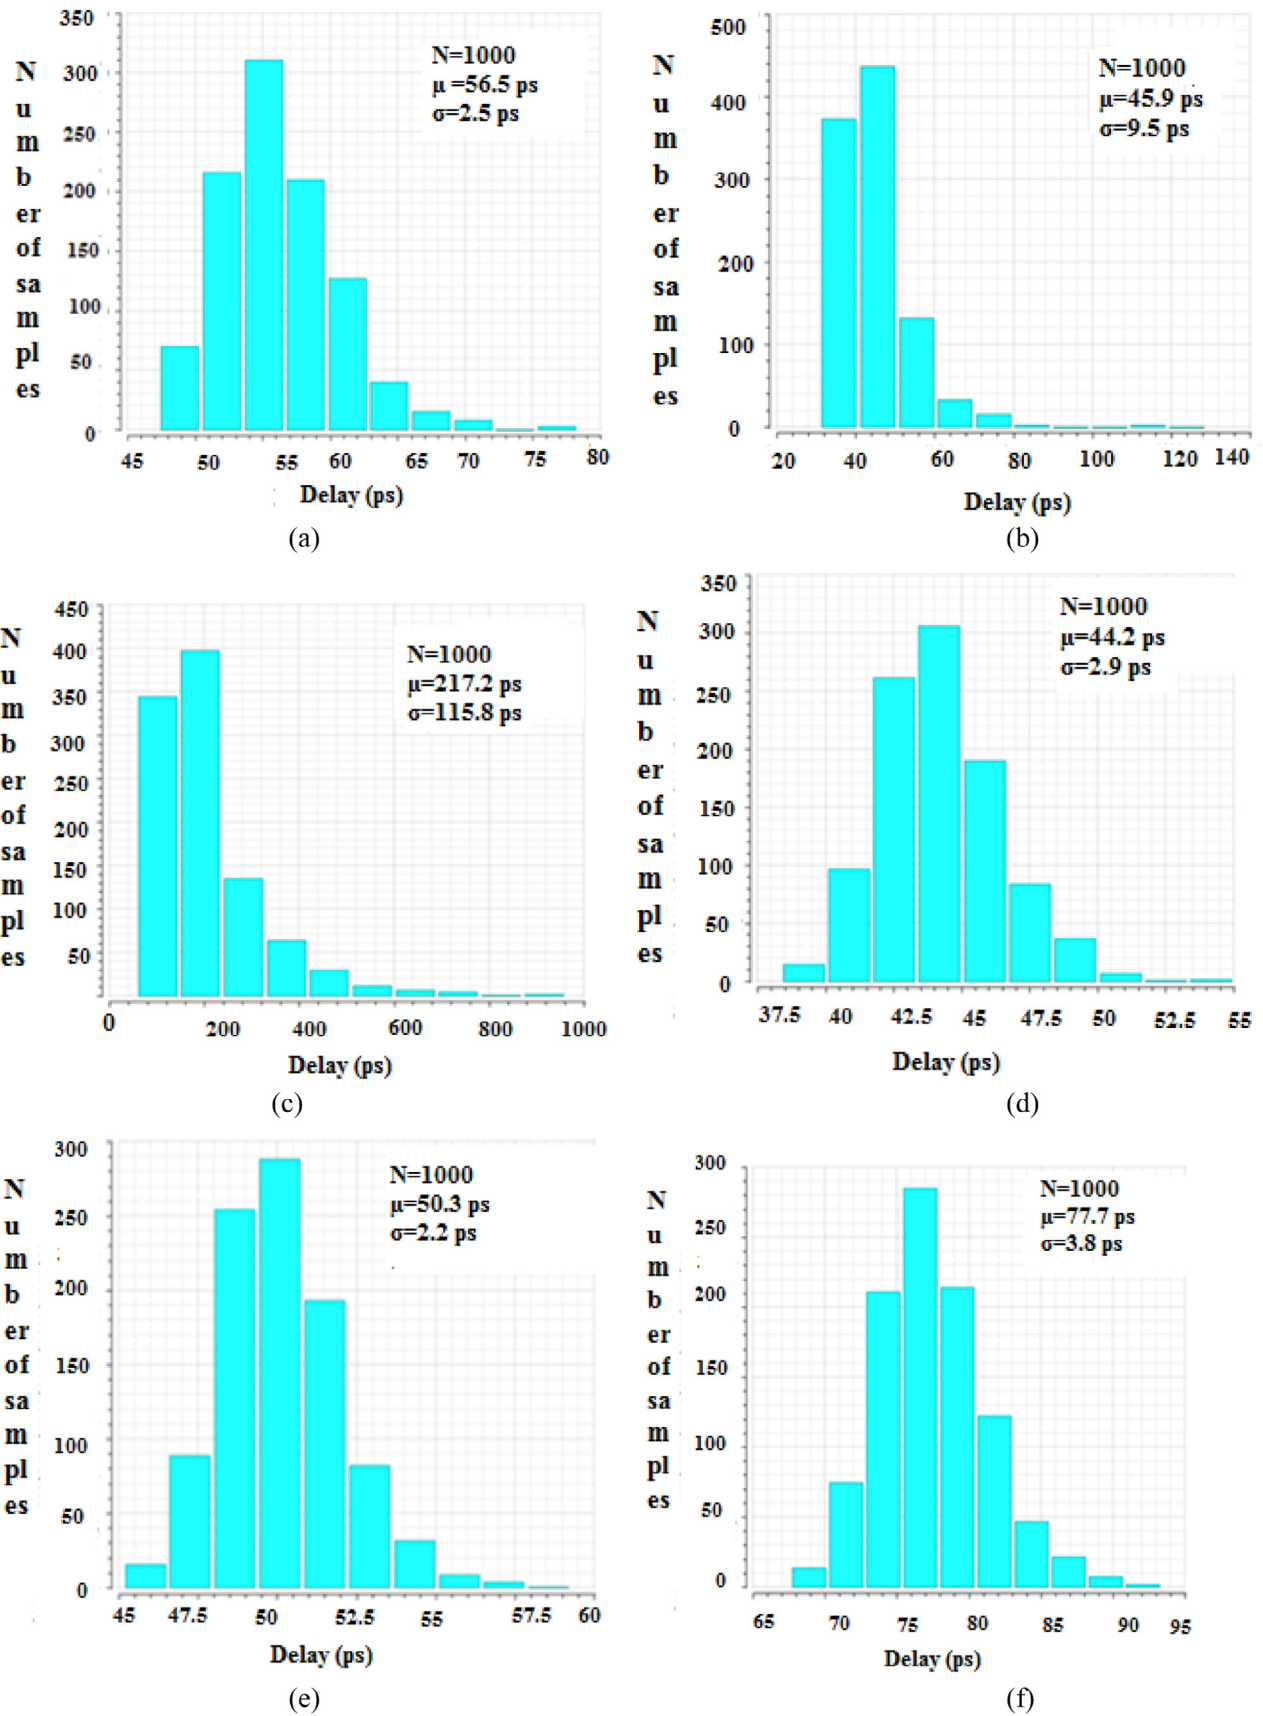 350
300
250
200
150
100
50
0
N
u
m
b
er
of
sa
m
pl
es
N=1000
μ =56.5 ps
σ=2.5 ps
45 50 55 60 65 70 75 80
Delay (ps)
(a)
500
400
300
200
100
0
N
u
m
b
er
of
sa
m
pl
es
N=1000
μ=45.9 ps
σ=9.5 ps
20 40 60 80 100 120 140
Delay (ps)
(b)
450
400
350
300
250
200
150
100
50
N
u
m
b
er
of
sa
m
pl
es
N=1000
μ=217.2 ps
σ=115.8 ps
0 200 400 600 800 1000
Delay (ps)
(c)
350
300
250
200
150
100
50
0
N
u
m
b
er
of
sa
m
pl
es
N=1000
μ=44.2 ps
σ=2.9 ps
37.5 40 42.5 45 47.5 50 52.5 55
Delay (ps)
(d)
300
250
200
150
100
50
0
N
u
m
b
er
of
sa
m
pl
es
N=1000
μ=50.3 ps
σ=2.2 ps
45 47.5 50 52.5 55 57.5 60
Delay (ps)
(e)
300
250
200
150
100
50
0
N
u
m
b
er
of
sa
m
pl
es
N=1000
μ=77.7 ps
σ=3.8 ps
65 70 75 80 85 90 95
Delay (ps)
(f)